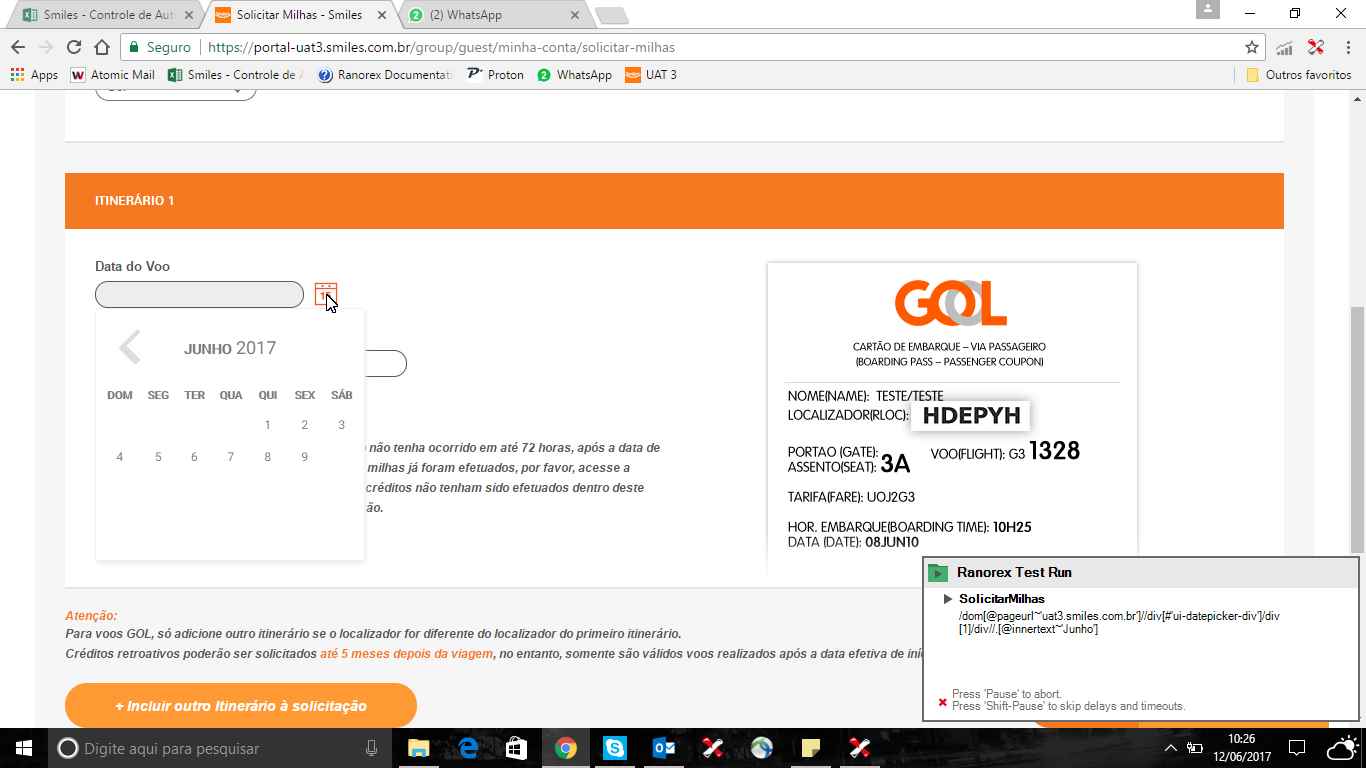 Smiles - Controle de Aut
Solicitar Milhas - Smiles
(2) WhatsApp
Seguro
https://portal-uat3.smiles.com.br/group/guest/minha-conta/solicitar-milhas
Apps
Atomic Mail
Smiles - Controle de A
Ranorex Documentati
Proton
WhatsApp
UAT 3
Outros favoritos
ITINERÁRIO 1
Data do Voo
JUNHO 2017
DOM SEG TER QUA QUI SEX SÁB
1 2 3
4 5 6 7 8 9
não tenha ocorrido em até 72 horas, após a data de
milhas já foram efetuados, por favor, acesse a
créditos não tenham sido efetuados dentro deste
ão.
GOL
CARTÃO DE EMBARQUE – VIA PASSAGEIRO
(BOARDING PASS – PASSENGER COUPON)
NOME(NAME): TESTE/TESTE
LOCALIZADOR(RLOC): HDEPYH
PORTAO (GATE):
ASSENTO(SEAT): 3A
VOO(FLIGHT): G3 1328
TARIFA(FARE): UOJ2G3
HOR. EMBARQUE(BOARDING TIME): 10H25
DATA (DATE): 08JUN10
Atenção:
Para voos GOL, só adicione outro itinerário se o localizador for diferente do localizador do primeiro itinerário.
Créditos retroativos poderão ser solicitados até 5 meses depois da viagem, no entanto, somente são válidos voos realizados após a data efetiva de iní
+ Incluir outro Itinerário à solicitação
Ranorex Test Run
SolicitarMilhas
/dom[@pageurl~'uat3.smiles.com.br']//div[#'ui-datepicker-div']/div
[1]/div//.[@innertext~'Junho']
Press 'Pause' to abort.
Press 'Shift-Pause' to skip delays and timeouts.
Digite aqui para pesquisar
10:26
12/06/2017